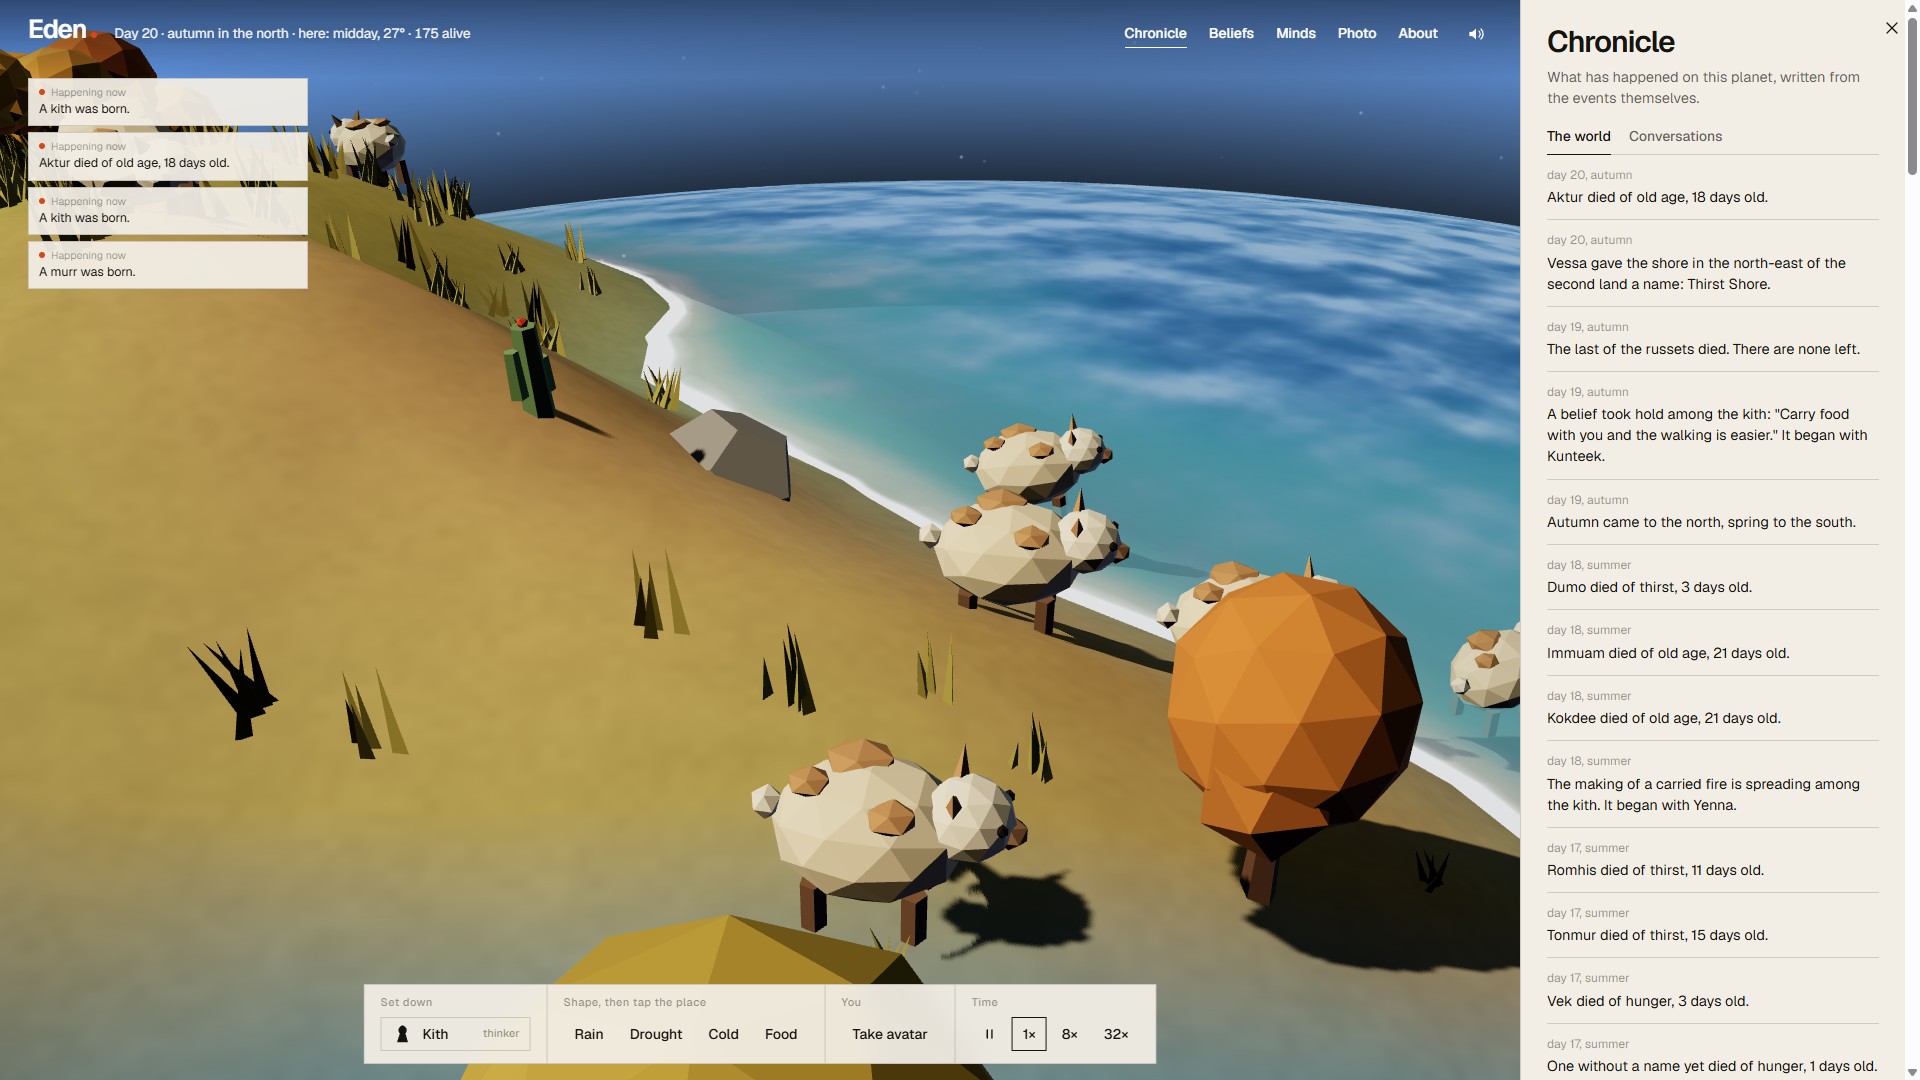 Eden
Day 20 · autumn in the north · here: midday, 27° · 175 alive
Chronicle
Beliefs
Minds
Photo
About
Happening now
A kith was born.
Happening now
Aktur died of old age, 18 days old.
Happening now
A kith was born.
Happening now
A murr was born.
Set down
Kith
thinker
Shape, then tap the place
Rain
Drought
Cold
Food
You
Take avatar
Time
1×
8×
32×
Chronicle
What has happened on this planet, written from
the events themselves.
The world
Conversations
day 20, autumn
Aktur died of old age, 18 days old.
day 20, autumn
Vessa gave the shore in the north-east of the
second land a name: Thirst Shore.
day 19, autumn
The last of the russets died. There are none left.
day 19, autumn
A belief took hold among the kith: "Carry food
with you and the walking is easier." It began with
Kunteek.
day 19, autumn
Autumn came to the north, spring to the south.
day 18, summer
Dumo died of thirst, 3 days old.
day 18, summer
Immuam died of old age, 21 days old.
day 18, summer
Kokdee died of old age, 21 days old.
day 18, summer
The making of a carried fire is spreading among
the kith. It began with Yenna.
day 17, summer
Romhis died of thirst, 11 days old.
day 17, summer
Tonmur died of thirst, 15 days old.
day 17, summer
Vek died of hunger, 3 days old.
day 17, summer
One without a name yet died of hunger, 1 days old.